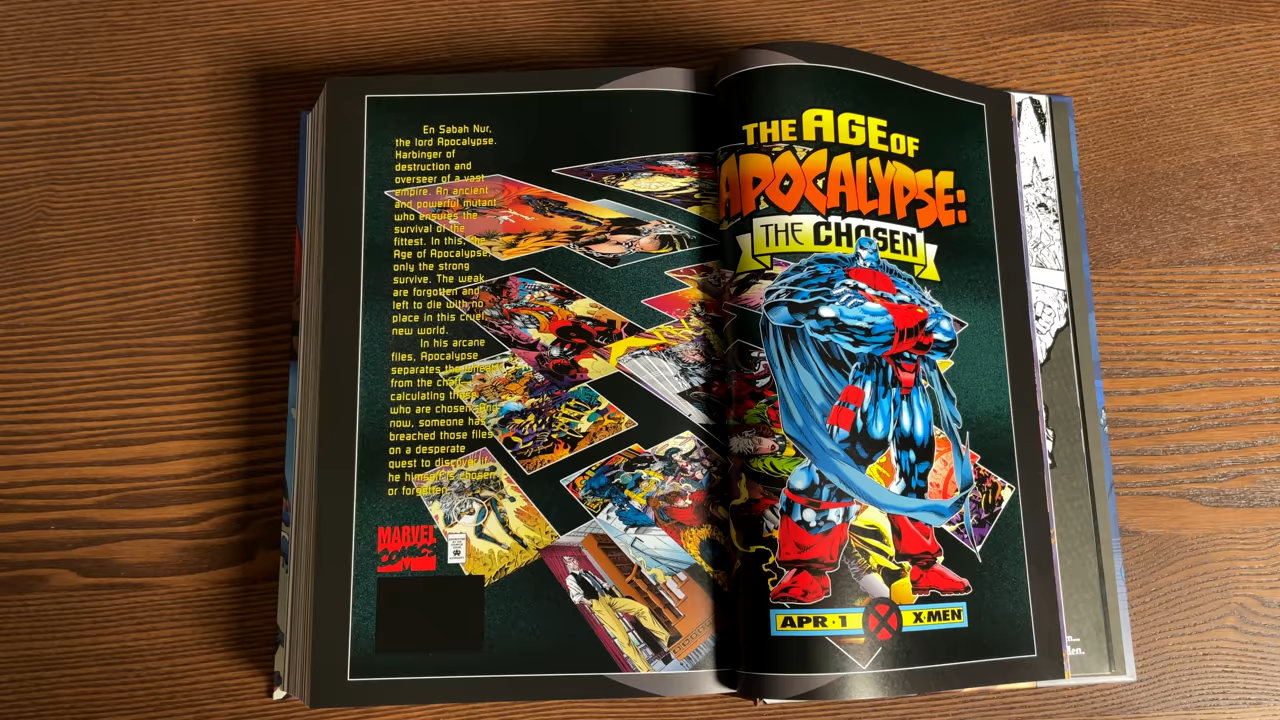 En Sabah Nur,
the lord Apocalypse.
Harbinger of
destruction and
overseer of a vast
empire. An ancient
and powerful mutant
who ensures the
survival of the
fittest. In this, the
Age of Apocalypse,
only the strong
survive. The weak
are forgotten and
left to die with no
place in this cruel
new world.
In his arcane
files, Apocalypse
separates the wheat
from the chaff,
calculating those
who are chosen. And
now, someone has
breached those files
on a desperate
quest to discover if
he himself is chosen
or forgotten.
MARVEL
COMICS
THE AGE OF
APOCALYPSE:
THE CHOSEN
APR • 1 X-MEN